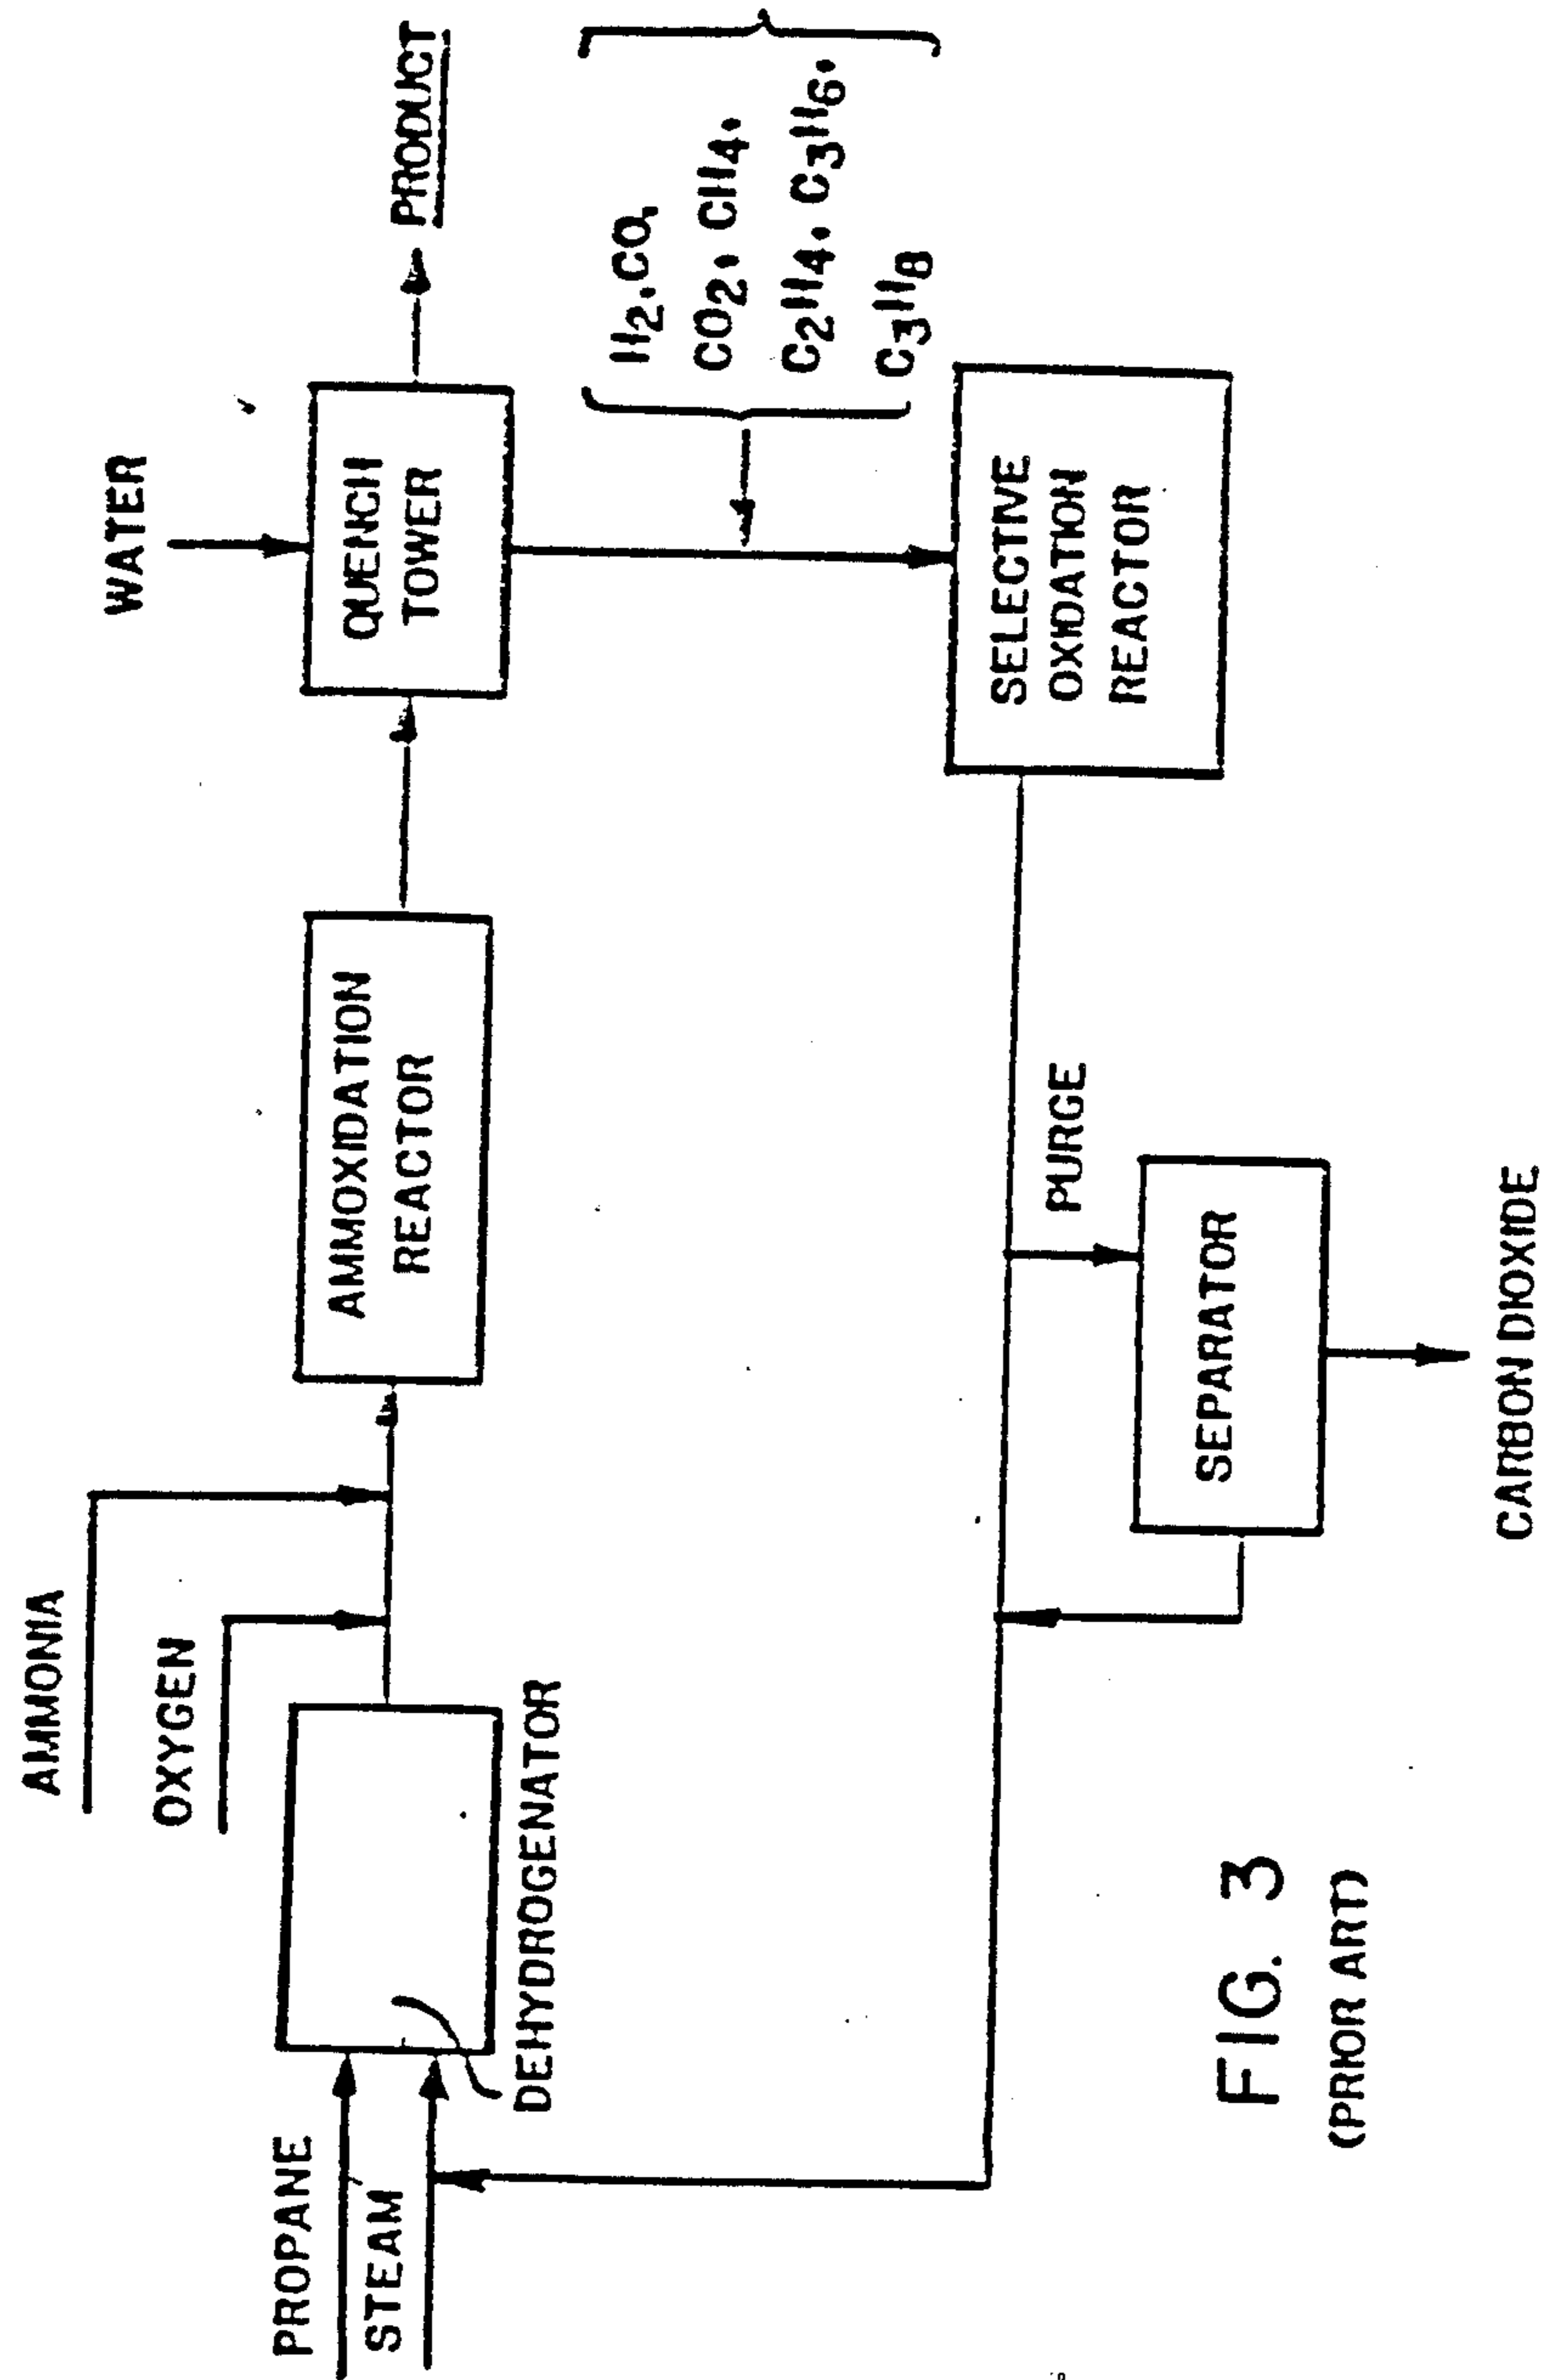 AMMONIA
OXYGEN
WATER
PROPANE
STEAM
DEHYDROGENATOR
AMMOXIDATION
REACTOR
QUENCH
TOWER
PRODUCT
H2, CO,
CO2, CH4,
C2H4, C3H6,
C3H8
SELECTIVE
OXIDATION
REACTOR
PURGE
SEPARATOR
CARBON DIOXIDE
FIG. 3
(PRIOR ART)